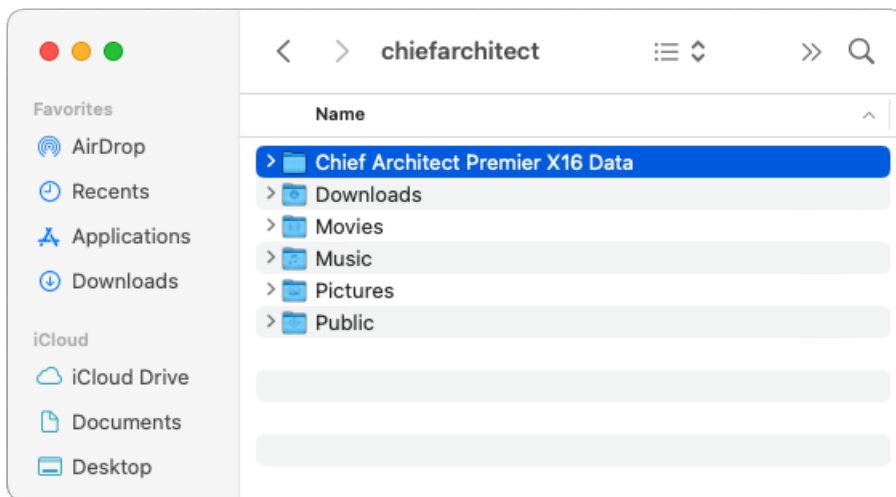 chiefarchitect
Favorites
AirDrop
Recents
Applications
Downloads
iCloud
iCloud Drive
Documents
Desktop
Name
Chief Architect Premier X16 Data
Downloads
Movies
Music
Pictures
Public